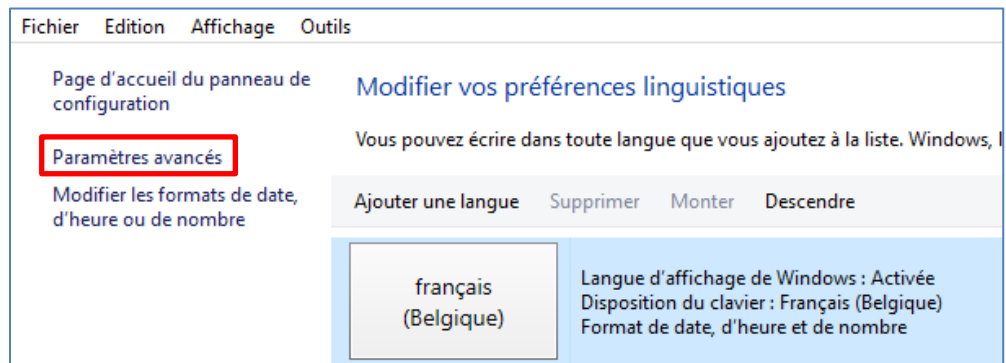 Fichier Edition Affichage Outils
Page d'accueil du panneau de
configuration
Paramètres avancés
Modifier les formats de date,
d'heure ou de nombre
Modifier vos préférences linguistiques
Vous pouvez écrire dans toute langue que vous ajoutez à la liste. Windows,
Ajouter une langue Supprimer Monter Descendre
français
(Belgique)
Langue d'affichage de Windows : Activée
Disposition du clavier : Français (Belgique)
Format de date, d'heure et de nombre